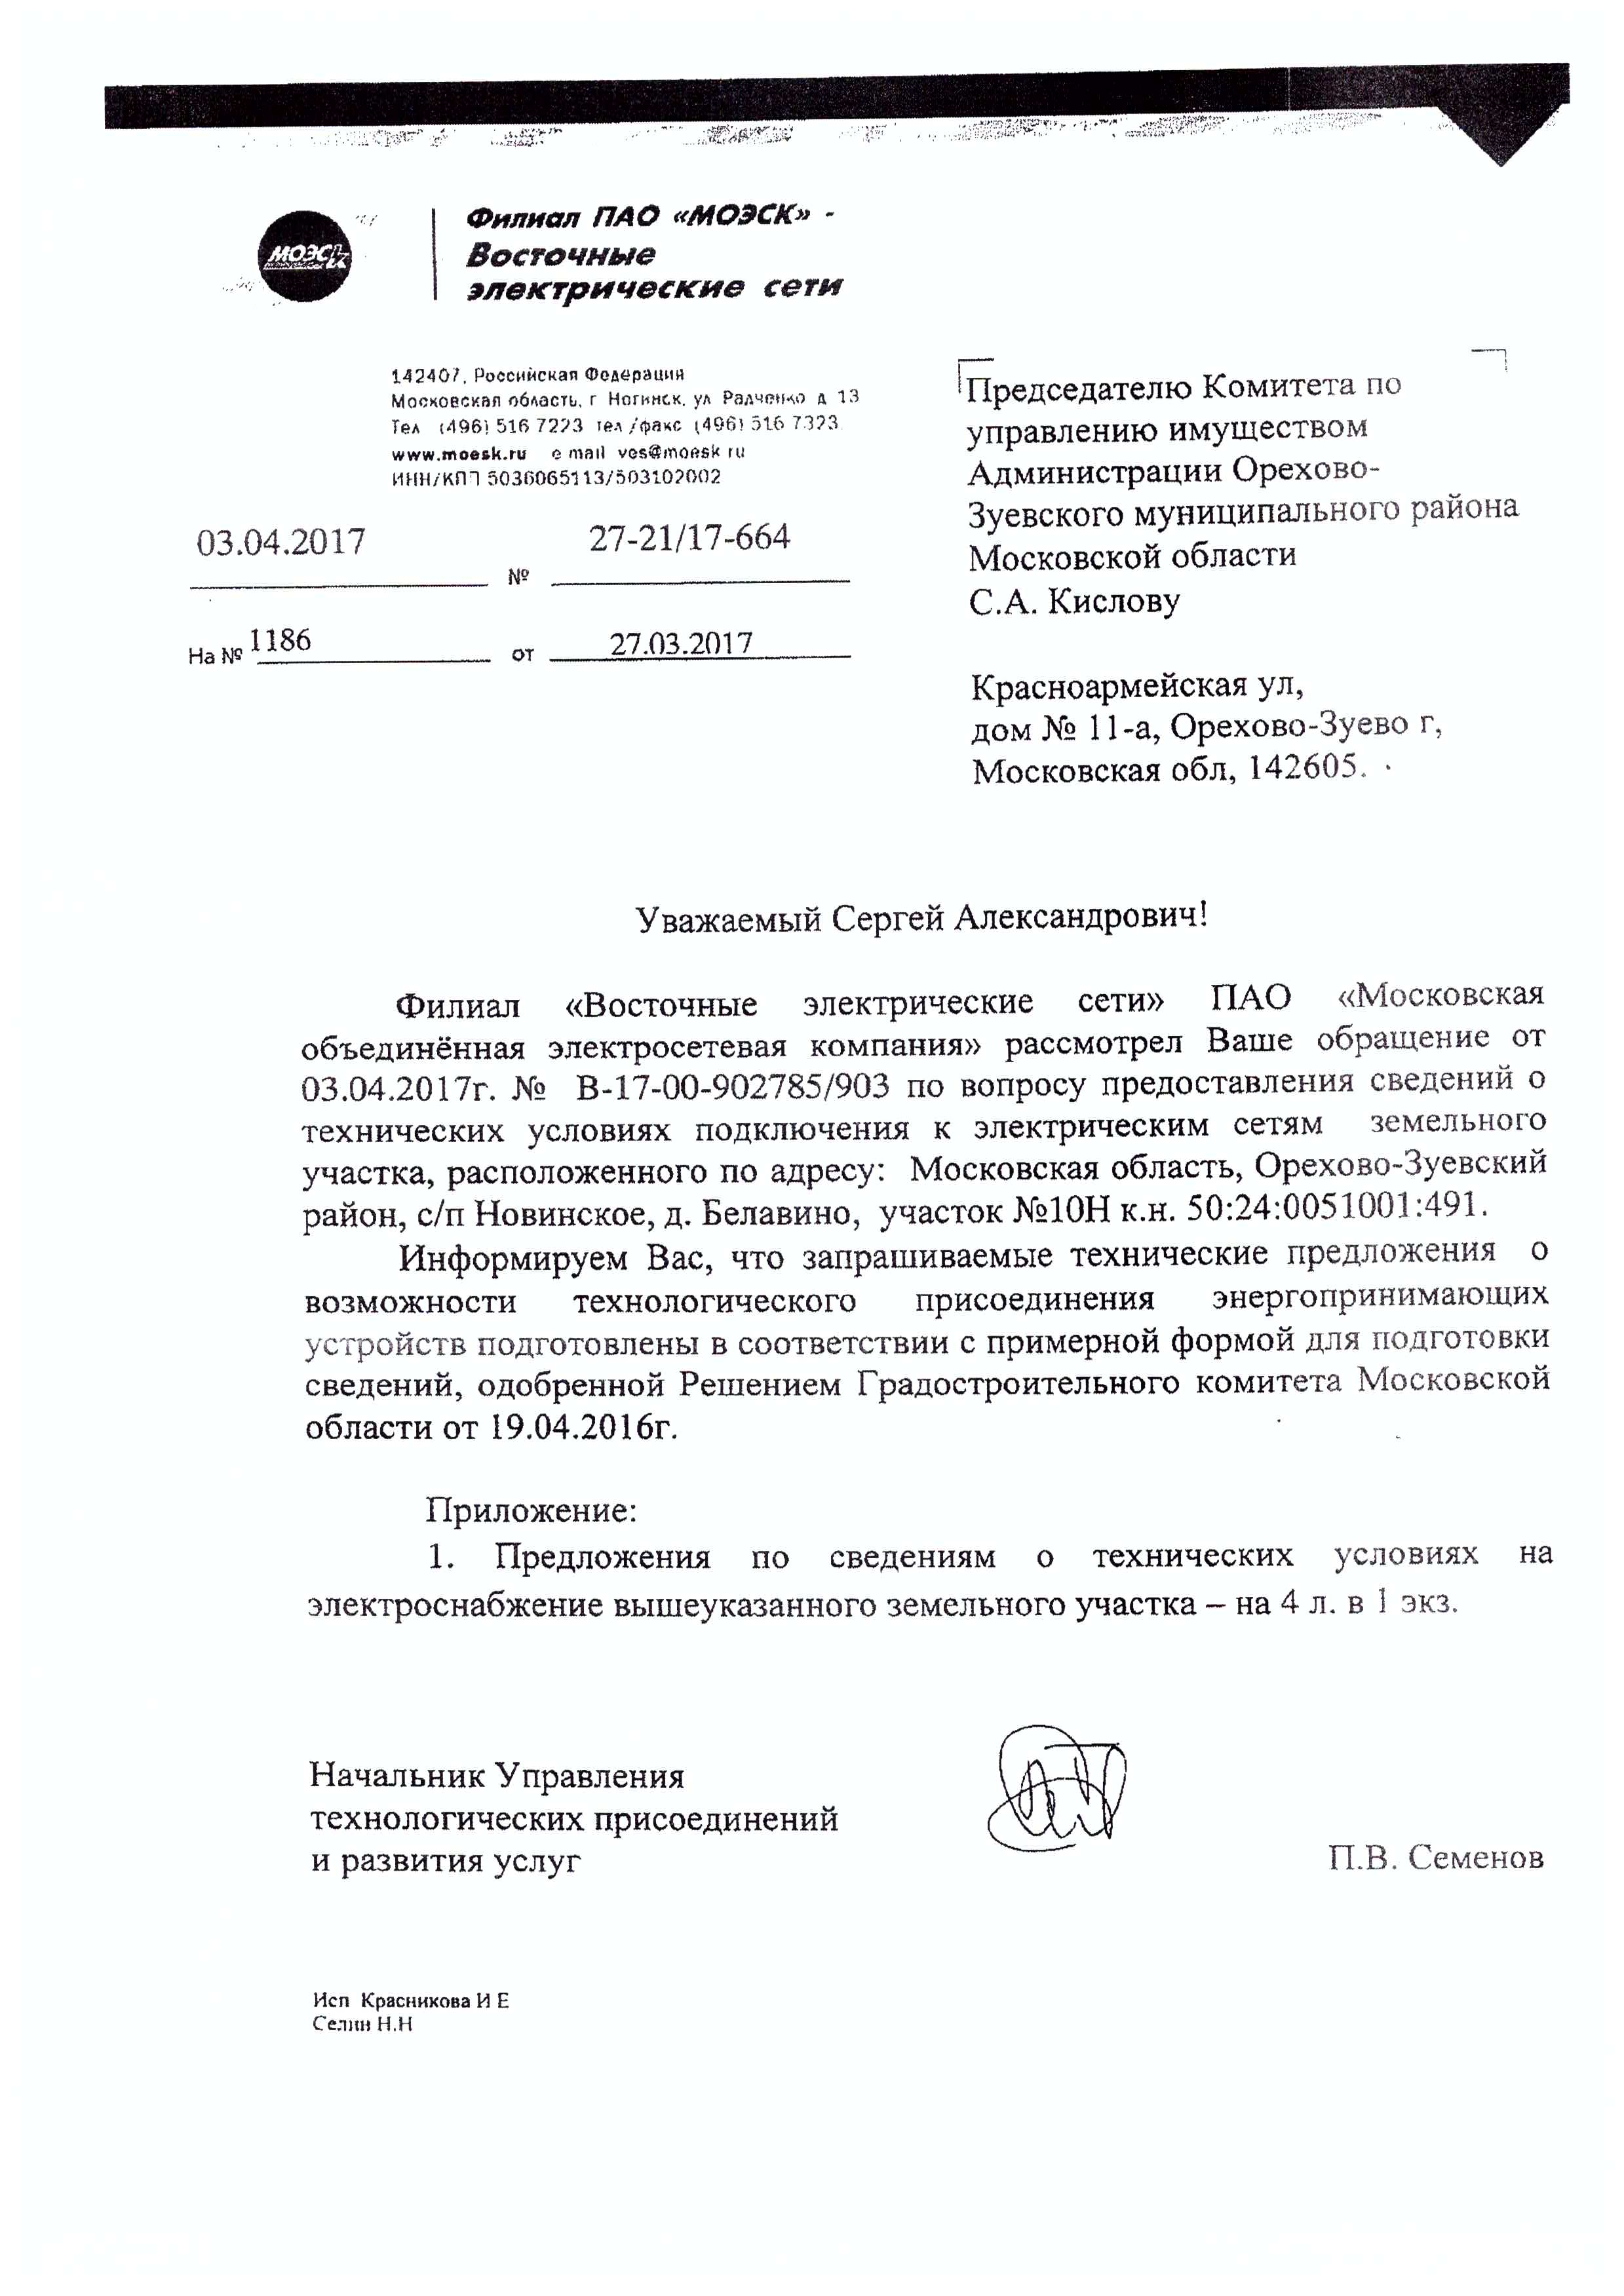 МОЭСК
Филиал ПАО «МОЭСК» -
Восточные
электрические сети
142407, Российская Федерация
Московская область, г Ногинск, ул Радченко д 13
Тел (496) 516 7223 тел /факс (496) 516 7323
www.moesk.ru e mail ves@moesk ru
ИНН/КПП 5036065113/503102002
03.04.2017 № 27-21/17-664
На № 1186 от 27.03.2017
Председателю Комитета по
управлению имуществом
Администрации Орехово-
Зуевского муниципального района
Московской области
С.А. Кислову
Красноармейская ул,
дом № 11-а, Орехово-Зуево г,
Московская обл, 142605.
Уважаемый Сергей Александрович!
Филиал «Восточные электрические сети» ПАО «Московская
объединённая электросетевая компания» рассмотрел Ваше обращение от
03.04.2017г. № В-17-00-902785/903 по вопросу предоставления сведений о
технических условиях подключения к электрическим сетям земельного
участка, расположенного по адресу: Московская область, Орехово-Зуевский
район, с/п Новинское, д. Белавино, участок №10Н к.н. 50:24:0051001:491.
Информируем Вас, что запрашиваемые технические предложения о
возможности технологического присоединения энергопринимающих
устройств подготовлены в соответствии с примерной формой для подготовки
сведений, одобренной Решением Градостроительного комитета Московской
области от 19.04.2016г.
Приложение:
1. Предложения по сведениям о технических условиях на
электроснабжение вышеуказанного земельного участка – на 4 л. в 1 экз.
Начальник Управления
технологических присоединений
и развития услуг
П.В. Семенов
Исп Красникова И Е
Селин Н.Н